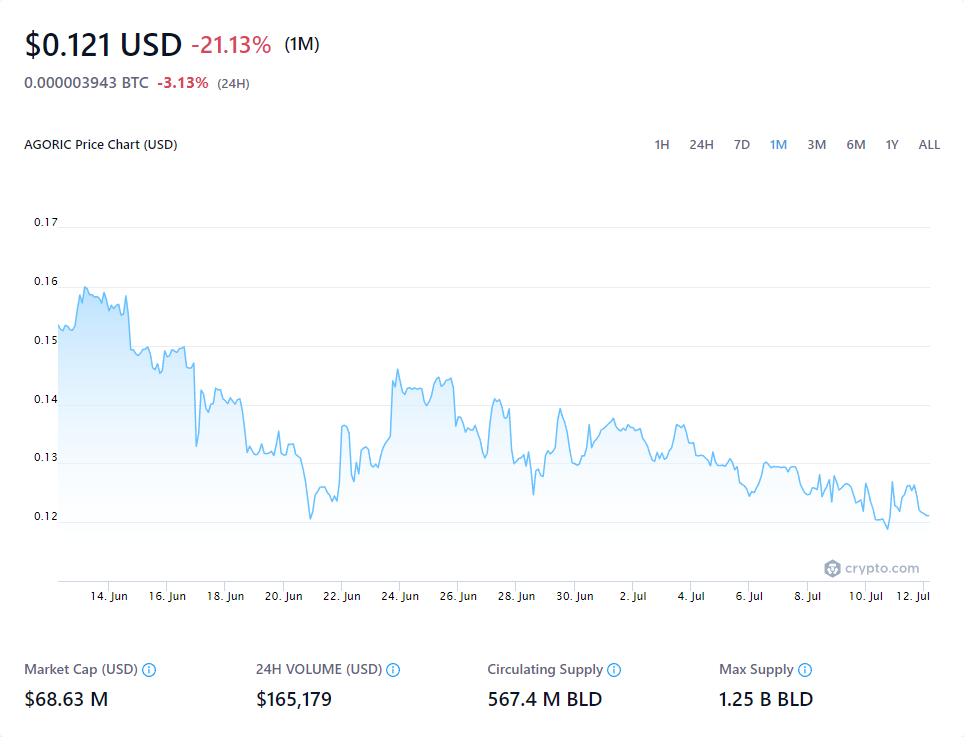 $0.121 USD -21.13% (1M)
0.000003943 BTC -3.13% (24H)
AGORIC Price Chart (USD) 1H 24H 7D 1M 3M 6M 1Y ALL
0.17
0.16
0.15
0.14
0.13
0.12
crypto.com
14. Jun 16. Jun 18. Jun 20. Jun 22. Jun 24. Jun 26. Jun 28. Jun 30. Jun 2. Jul 4. Jul 6. Jul 8. Jul 10. Jul 12. Jul
Market Cap (USD) 24H VOLUME (USD) Circulating Supply Max Supply
$68.63 M $165,179 567.4 M BLD 1.25 B BLD